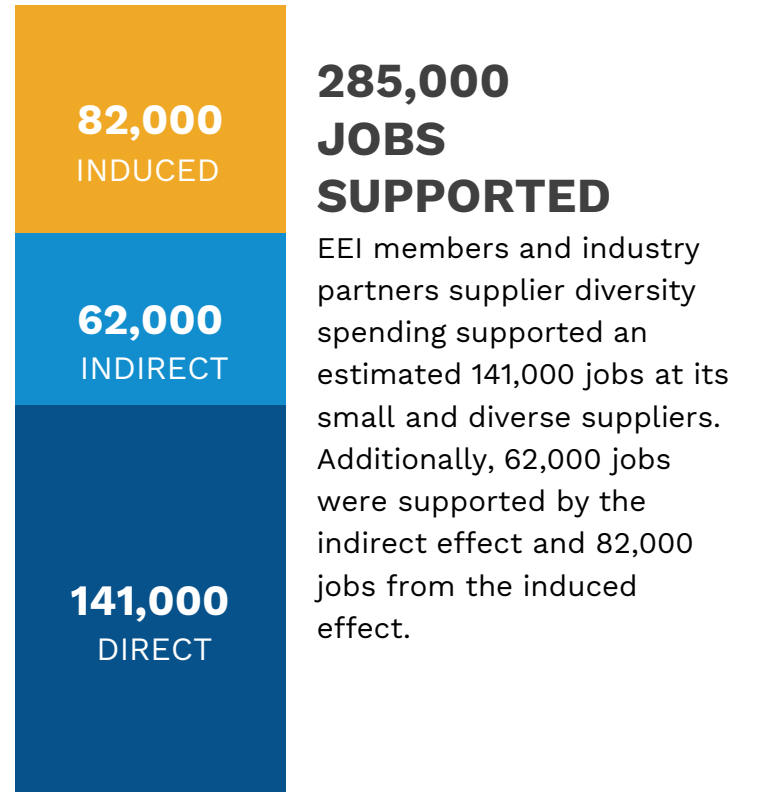 82,000
INDUCED
62,000
INDIRECT
141,000
DIRECT
285,000
JOBS
SUPPORTED
EEI members and industry
partners supplier diversity
spending supported an
estimated 141,000 jobs at its
small and diverse suppliers.
Additionally, 62,000 jobs
were supported by the
indirect effect and 82,000
jobs from the induced
effect.